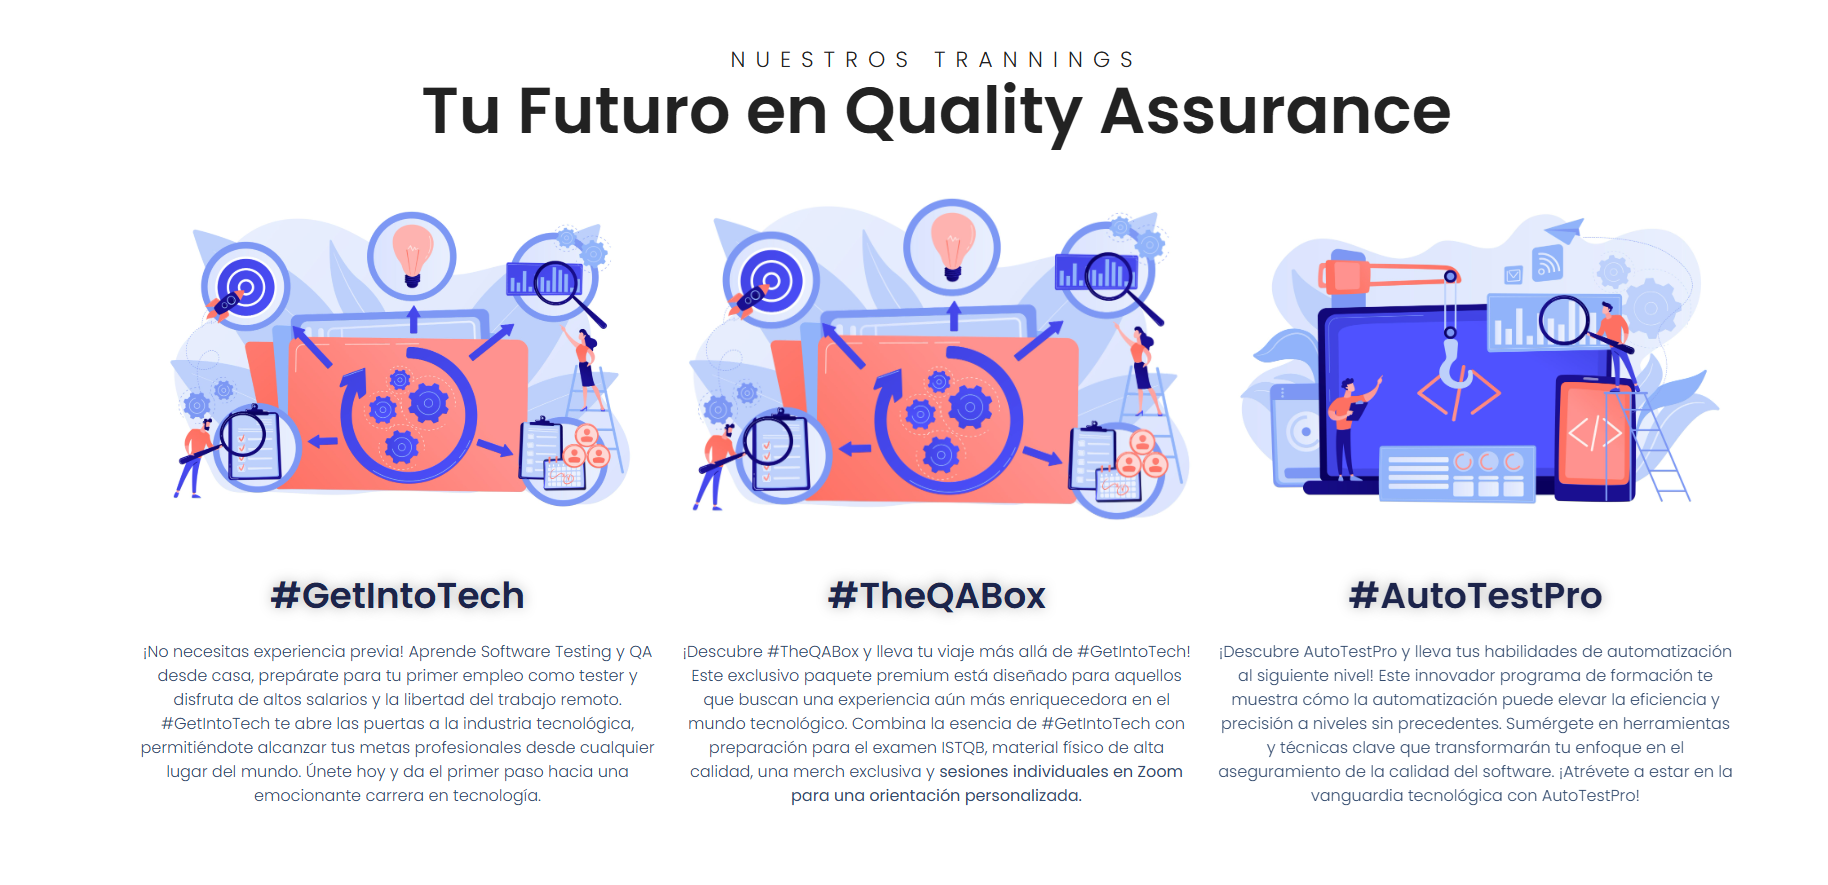 NUESTROS TRANNINGS
Tu Futuro en Quality Assurance
#GetIntoTech
¡No necesitas experiencia previa! Aprende Software Testing y QA
desde casa, prepárate para tu primer empleo como tester y
disfruta de altos salarios y la libertad del trabajo remoto.
#GetIntoTech te abre las puertas a la industria tecnológica,
permitiéndote alcanzar tus metas profesionales desde cualquier
lugar del mundo. Únete hoy y da el primer paso hacia una
emocionante carrera en tecnología.
#TheQABox
¡Descubre #TheQABox y lleva tu viaje más allá de #GetIntoTech!
Este exclusivo paquete premium está diseñado para aquellos
que buscan una experiencia aún más enriquecedora en el
mundo tecnológico. Combina la esencia de #GetIntoTech con
preparación para el examen ISTQB, material físico de alta
calidad, una merch exclusiva y sesiones individuales en Zoom
para una orientación personalizada.
#AutoTestPro
¡Descubre AutoTestPro y lleva tus habilidades de automatización
al siguiente nivel! Este innovador programa de formación te
muestra cómo la automatización puede elevar la eficiencia y
precisión a niveles sin precedentes. Sumérgete en herramientas
y técnicas clave que transformarán tu enfoque en el
aseguramiento de la calidad del software. ¡Atrévete a estar en la
vanguardia tecnológica con AutoTestPro!